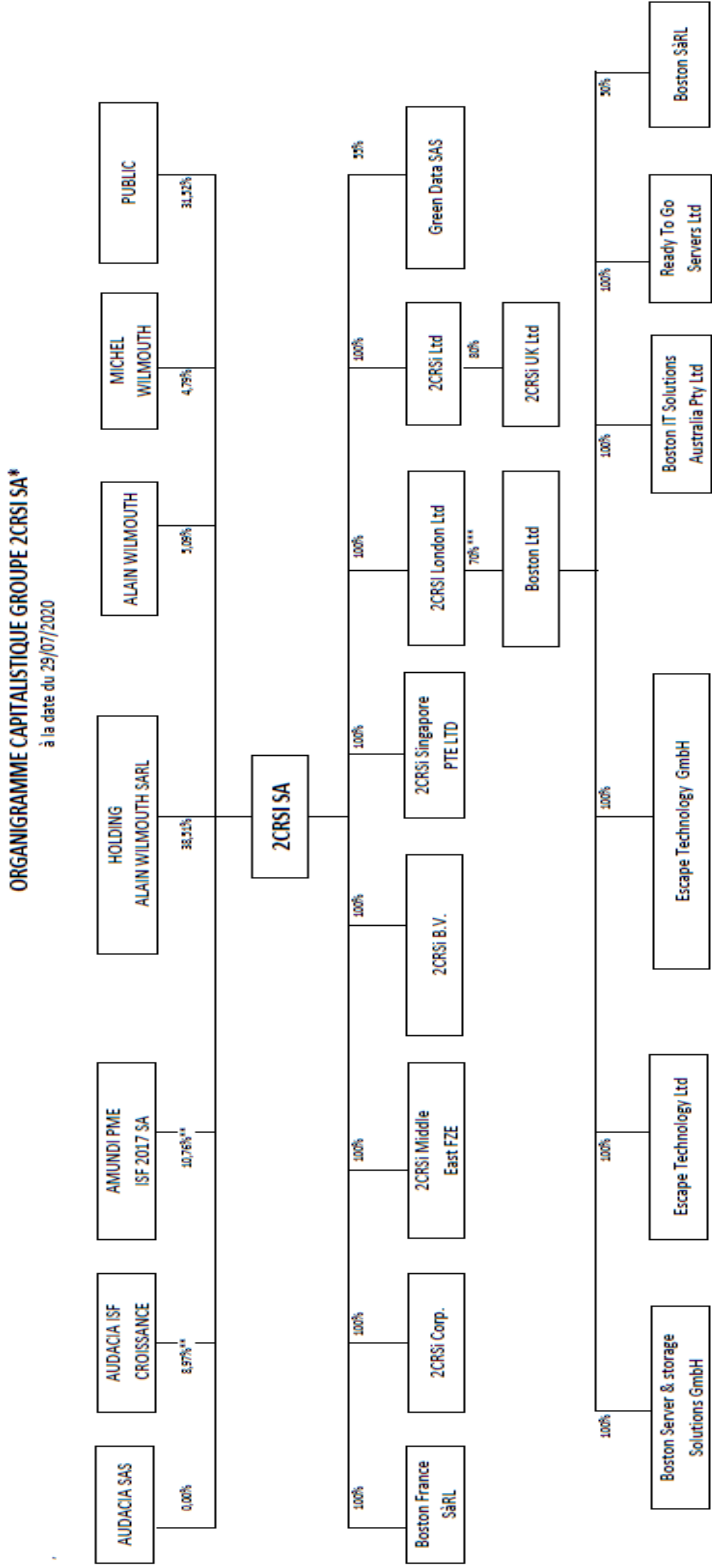 ORGANIGRAMME CAPITALISTIQUE GROUPE 2CRSI SA*
à la date du 29/07/2020
AUDACIA SAS
AUDACIA ISF
CROISSANCE
AMUNDI PME
ISF 2017 SA
HOLDING
ALAIN WILMOUTH SARL
ALAIN WILMOUTH
MICHEL
WILMOUTH
PUBLIC
0,00%
8,97%**
10,76%**
38,51%
5,09%
4,79%
31,52%
2CRSI SA
100%
100%
100%
100%
100%
100%
100%
55%
Boston France
SàRL
2CRSi Corp.
2CRSi Middle
East FZE
2CRSi B.V.
2CRSi Singapore
PTE LTD
2CRSI London Ltd
2CRSi Ltd
Green Data SAS
70% ***
80%
Boston Ltd
2CRSi UK Ltd
100%
100%
100%
100%
100%
50%
Boston Server & storage
Solutions GmbH
Escape Technology Ltd
Escape Technology GmbH
Boston IT Solutions
Australia Pty Ltd
Ready To Go
Servers Ltd
Boston SàRL